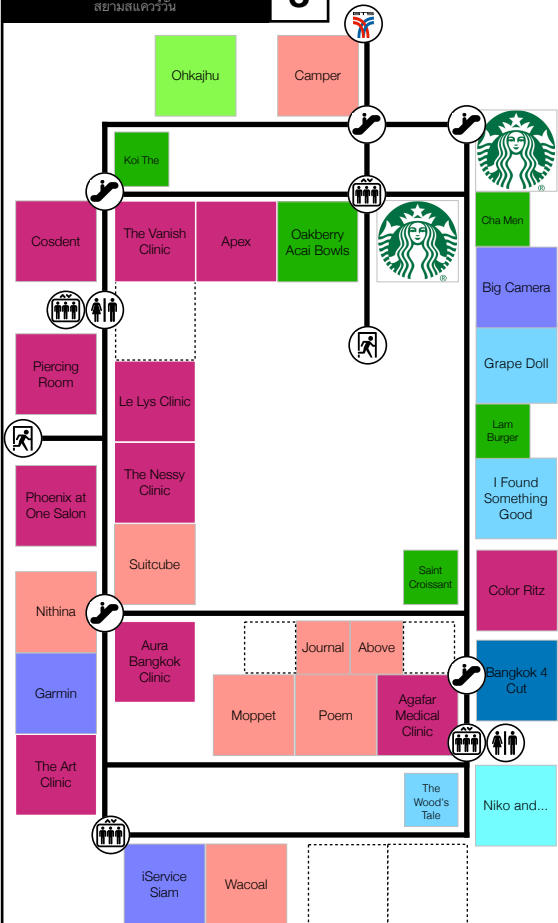 สยามสแควร์วัน
BTS
Ohkajhu
Camper
Koi The
Cosdent
The Vanish
Clinic
Apex
Oakberry
Acai Bowls
®
®
Cha Men
Big Camera
Piercing
Room
Le Lys Clinic
Grape Doll
Lam
Burger
Phoenix at
One Salon
The Nessy
Clinic
I Found
Something
Good
Suitcube
Saint
Croissant
Color Ritz
Nithina
Aura
Bangkok
Clinic
Journal
Above
Garmin
Moppet
Poem
Agafar
Medical
Clinic
Bangkok 4
Cut
The Art
Clinic
The
Wood's
Tale
Niko and...
iService
Siam
Wacoal